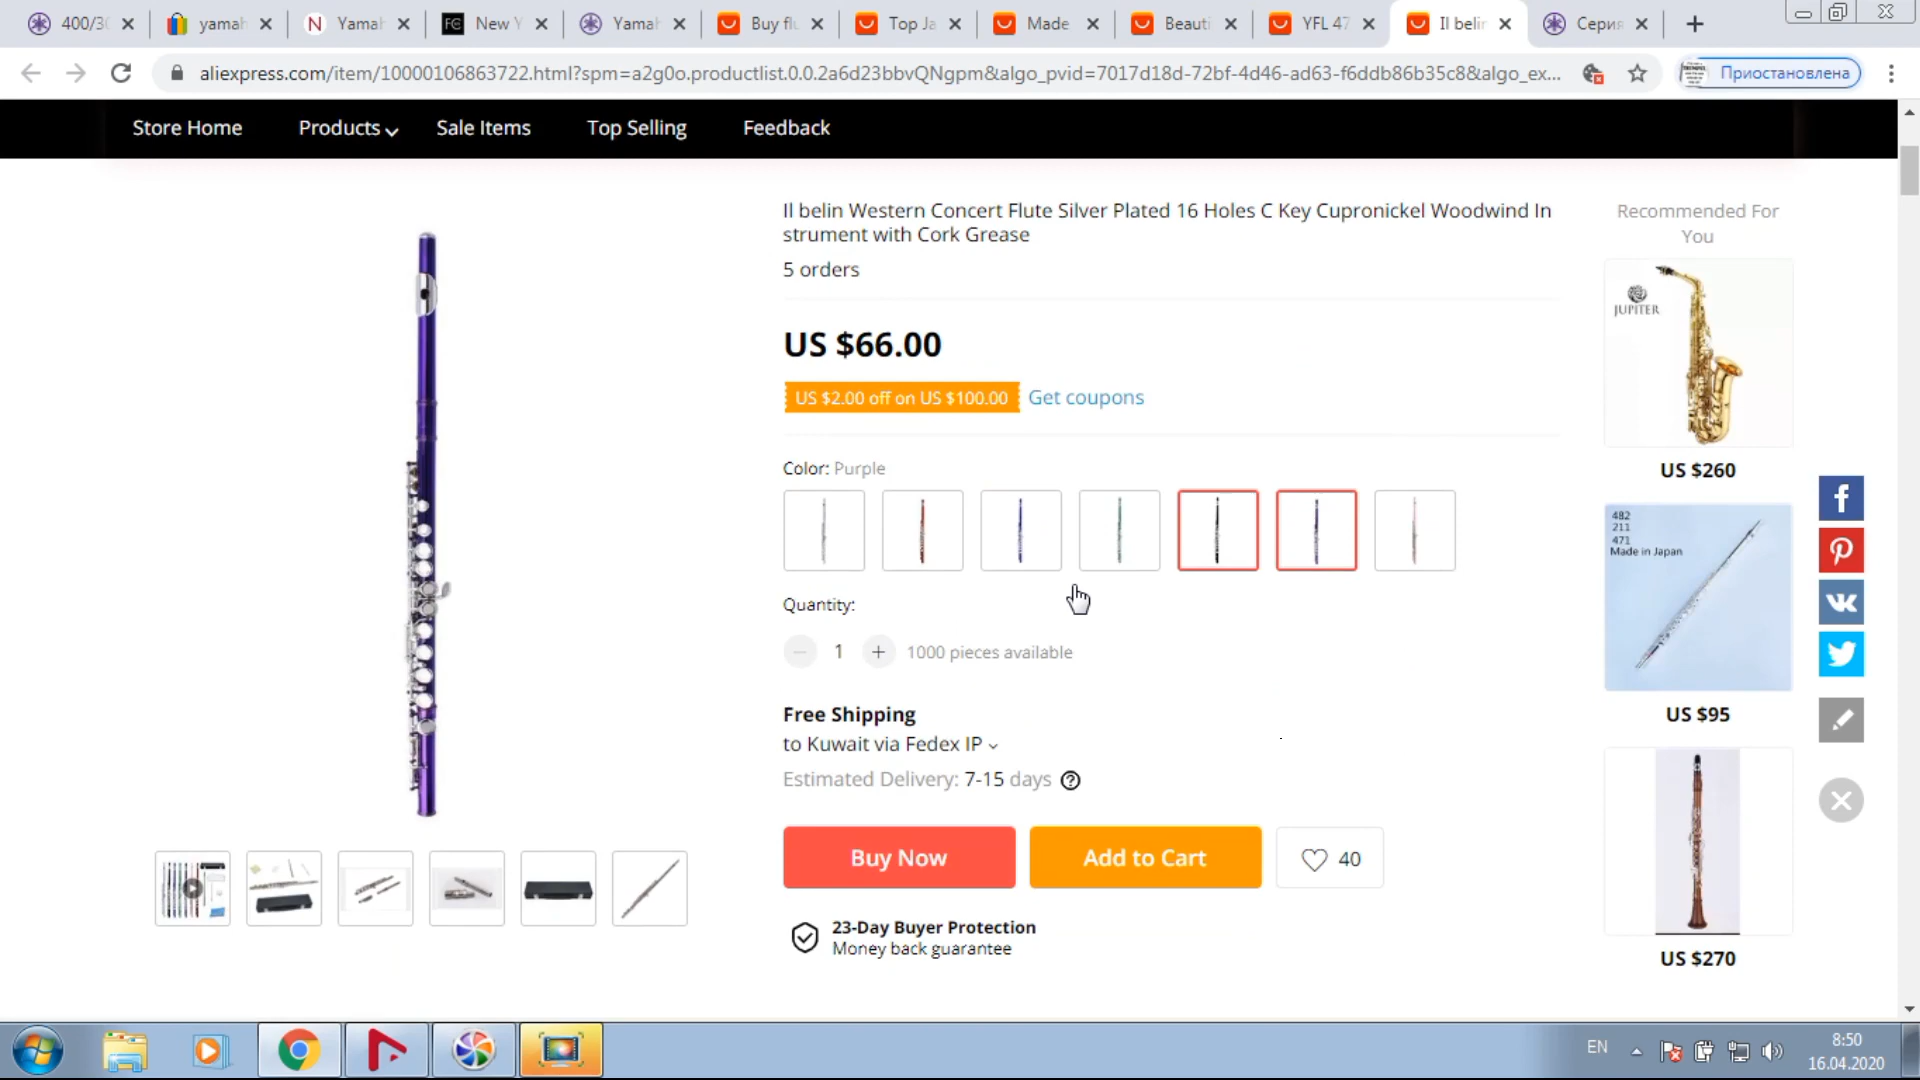 400/30
yamah
Yamah
New Y
Yamah
Buy flu
Top Ja
Made
Beauti
YFL 47
Il belin
Серия
aliexpress.com/item/10000106863722.html?spm=a2g0o.productlist.0.0.2a6d23bbvQNgpm&algo_pvid=7017d18d-72bf-4d46-ad63-f6ddb86b35c8&algo_ex...
Приостановлена
Store Home
Products
Sale Items
Top Selling
Feedback
Il belin Western Concert Flute Silver Plated 16 Holes C Key Cupronickel Woodwind In
strument with Cork Grease
5 orders
US $66.00
US $2.00 off on US $100.00 Get coupons
Color: Purple
Quantity:
1
1000 pieces available
Free Shipping
to Kuwait via Fedex IP
Estimated Delivery: 7-15 days
Buy Now
Add to Cart
40
23-Day Buyer Protection
Money back guarantee
Recommended For
You
JUPITER
US $260
482
211
471
Made in Japan
US $95
US $270
EN
8:50
16.04.2020